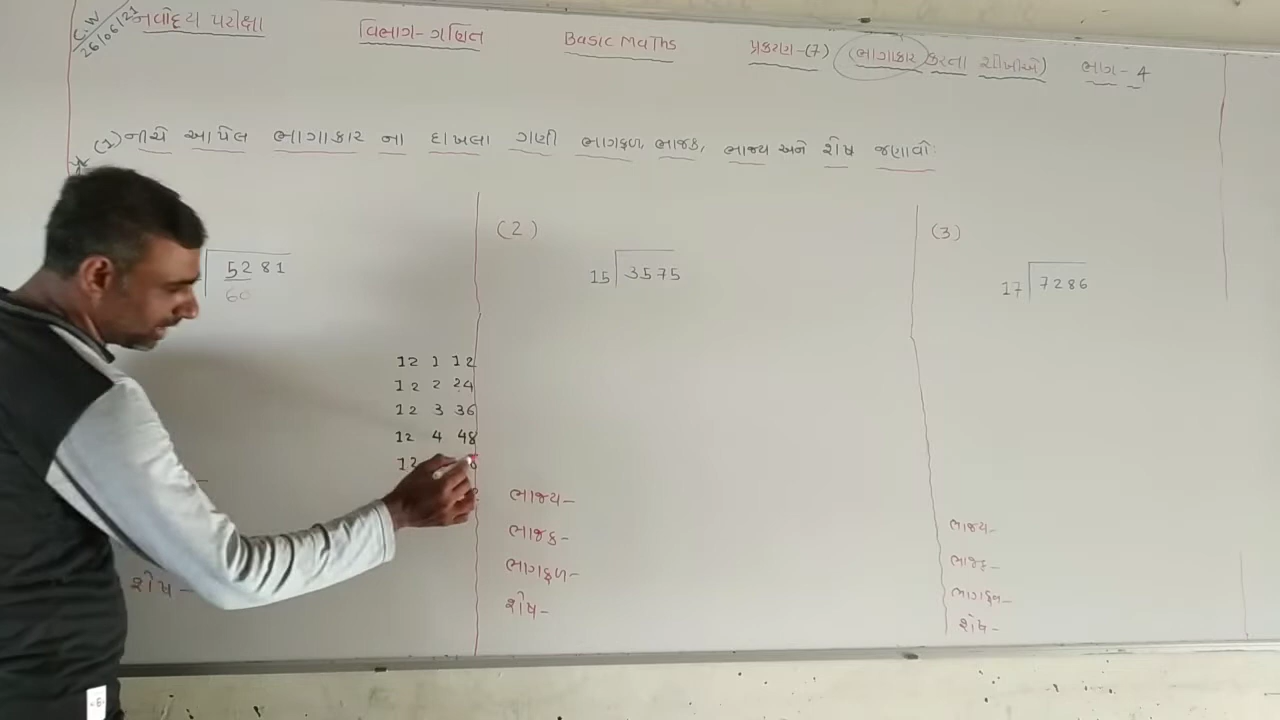 C W
26/06/21
નવોદય પરીક્ષા વિભાગ-ગણિત Basic Maths પ્રકરણ-(7) (ભાગાકાર કરતા શીખીએ) ભાગ-4
(1) નીચે આપેલ ભાગાકાર ના દાખલા ગણી ભાગફળ, ભાજક, ભાજ્ય અને શેષ જણાવો:
5281
60
12 1 12
12 2 24
12 3 36
12 4 48
12
શેષ-
(2)
15 3575
ભાજ્ય-
ભાજક-
ભાગફળ-
શેષ-
(3)
17 7286
ભાજ્ય-
ભાજક-
ભાગફળ-
શેષ-